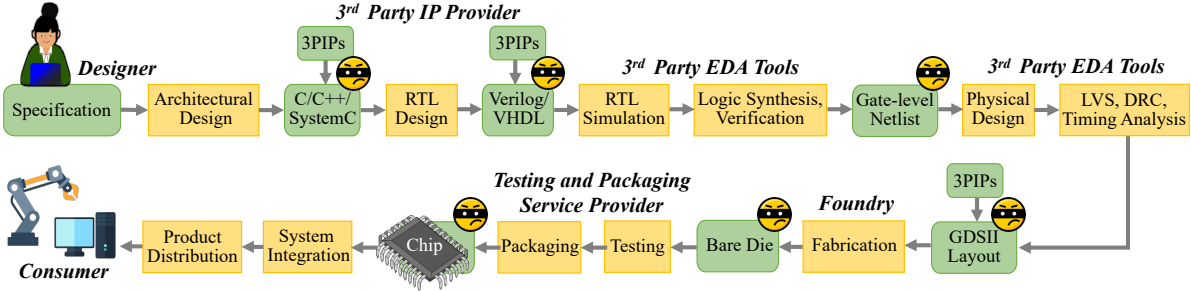 3rd Party IP Provider
3PIPs
3PIPs
Designer
3rd Party EDA Tools
3rd Party EDA Tools
Specification
Architectural
Design
C/C++/
SystemC
RTL
Design
Verilog/
VHDL
RTL
Simulation
Logic Synthesis,
Verification
Gate-level
Netlist
Physical
Design
LVS, DRC,
Timing Analysis
Testing and Packaging
Service Provider
Foundry
3PIPs
Consumer
Product
Distribution
System
Integration
Chip
Packaging
Testing
Bare Die
Fabrication
GDSII
Layout